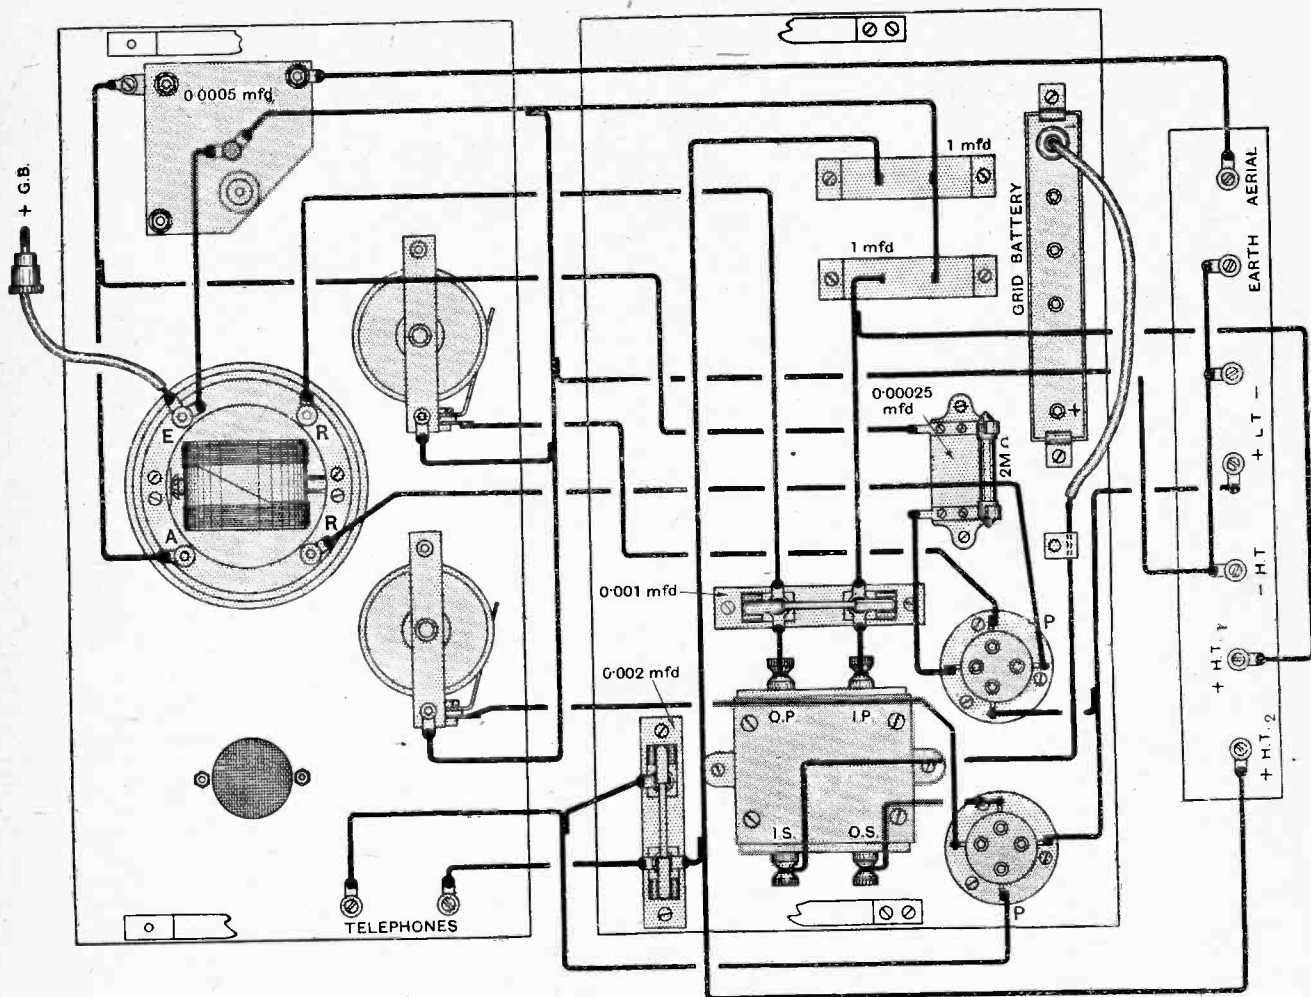 0·0005 mfd
+ G.B.
1 mfd
1 mfd
GRID BATTERY
+
AERIAL
EARTH
+ L T -
- H.T
+ H.T. 1
+ H.T. 2
0·00025
mfd
2MΩ
E
R
A
R
0·001 mfd
0·002 mfd
P
O.P.
I.P.
I.S.
O.S.
P
TELEPHONES